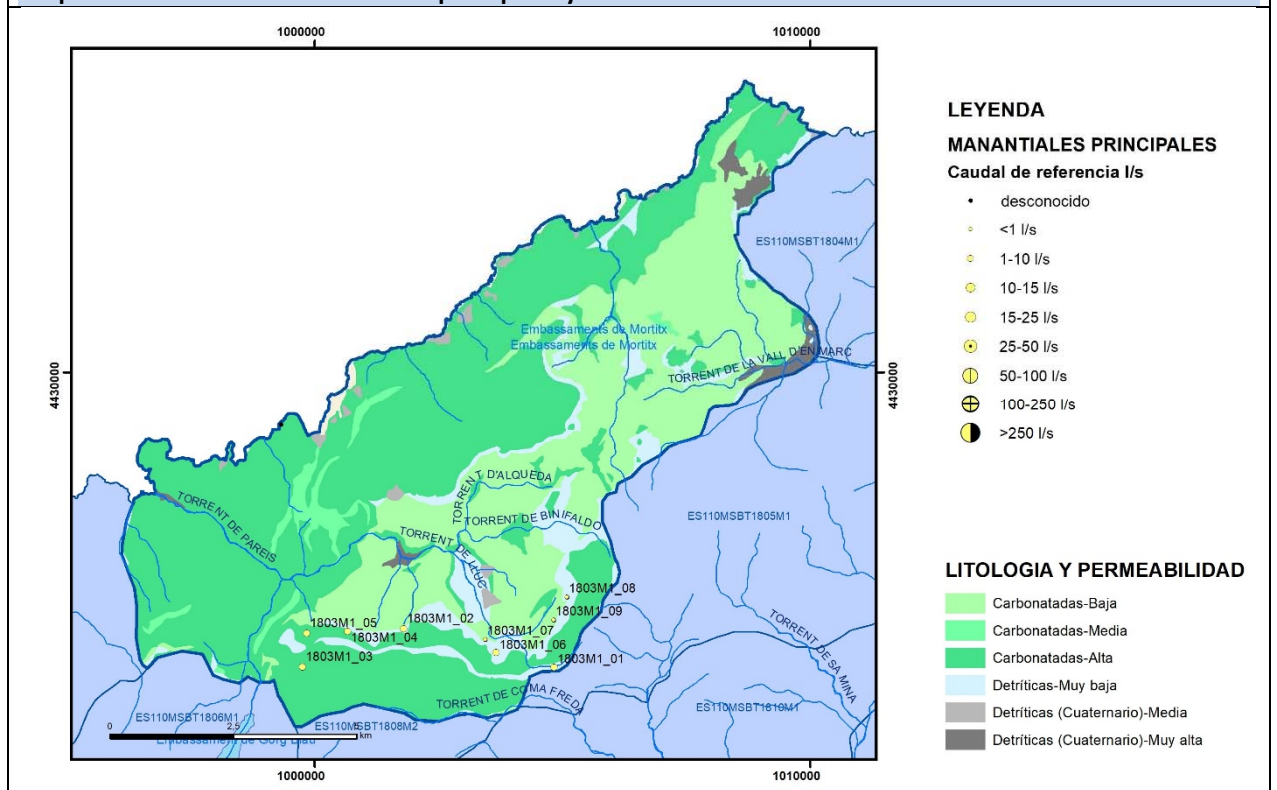 1000000
1010000
4430000
4430000
ES110MSBT1804M1
Embassaments de Mortitx
Embassaments de Mortitx
TORRENT DE LA VALL D'EN MARC
TORRENT D'ALQUEDA
TORRENT DE BINIFALDO
TORRENT DE PAREIS
TORRENT DE LLUC
ES110MSBT1805M1
1803M1_08
1803M1_09
1803M1_05
1803M1_02
1803M1_04
1803M1_07
1803M1_06
1803M1_03
1803M1_01
TORRENT DE SA MINA
TORRENT DE COMA FREDA
ES110MSBT1806M1
ES110MSBT1808M2
ES110MSBT1810M1
0
2,5
5
km
1000000
1010000
LEYENDA
MANANTIALES PRINCIPALES
Caudal de referencia l/s
desconocido
<1 l/s
1-10 l/s
10-15 l/s
15-25 l/s
25-50 l/s
50-100 l/s
100-250 l/s
>250 l/s
LITOLOGIA Y PERMEABILIDAD
Carbonatadas-Baja
Carbonatadas-Media
Carbonatadas-Alta
Detríticas-Muy baja
Detríticas (Cuaternario)-Media
Detríticas (Cuaternario)-Muy alta